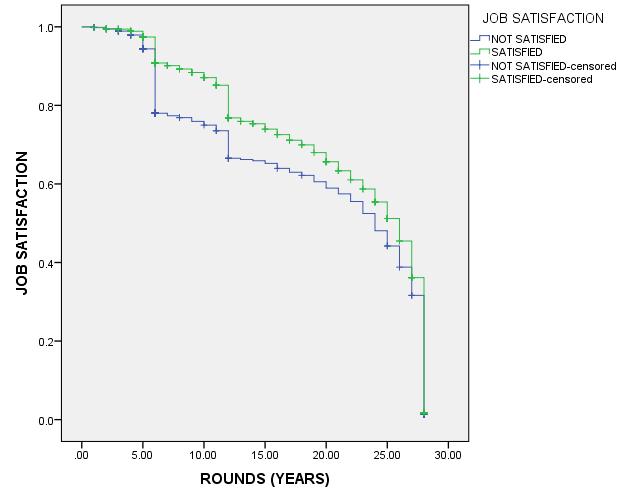 JOB SATISFACTION
NOT SATISFIED
SATISFIED
NOT SATISFIED-censored
SATISFIED-censored
JOB SATISFACTION
1.0
0.8
0.6
0.4
0.2
0.0
.00 5.00 10.00 15.00 20.00 25.00 30.00
ROUNDS (YEARS)